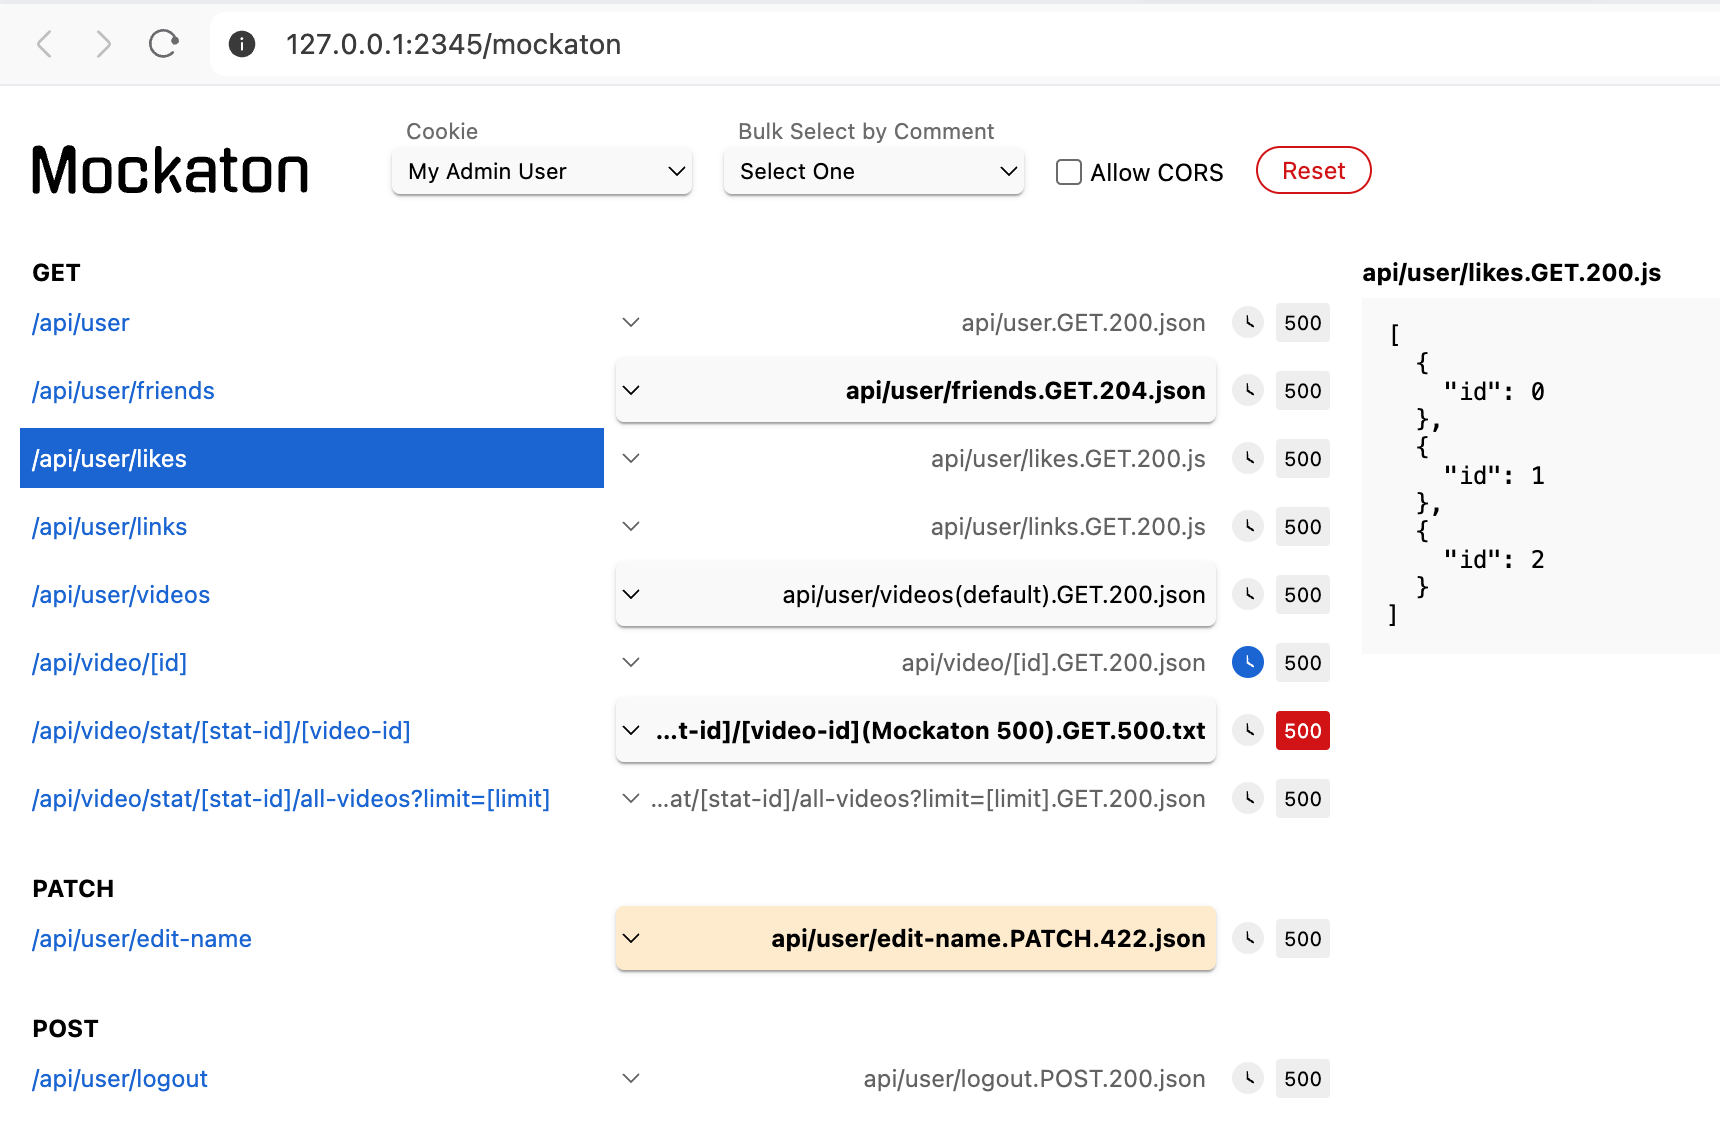 127.0.0.1:2345/mockaton
Mockaton
Cookie
My Admin User
Bulk Select by Comment
Select One
Allow CORS
Reset
GET
/api/user api/user.GET.200.json 500
/api/user/friends api/user/friends.GET.204.json 500
/api/user/likes api/user/likes.GET.200.js 500
/api/user/links api/user/links.GET.200.js 500
/api/user/videos api/user/videos(default).GET.200.json 500
/api/video/[id] api/video/[id].GET.200.json 500
/api/video/stat/[stat-id]/[video-id] ...t-id]/[video-id](Mockaton 500).GET.500.txt 500
/api/video/stat/[stat-id]/all-videos?limit=[limit] ...at/[stat-id]/all-videos?limit=[limit].GET.200.json 500
PATCH
/api/user/edit-name api/user/edit-name.PATCH.422.json 500
POST
/api/user/logout api/user/logout.POST.200.json 500
api/user/likes.GET.200.js
[
  {
    "id": 0
  },
  {
    "id": 1
  },
  {
    "id": 2
  }
]